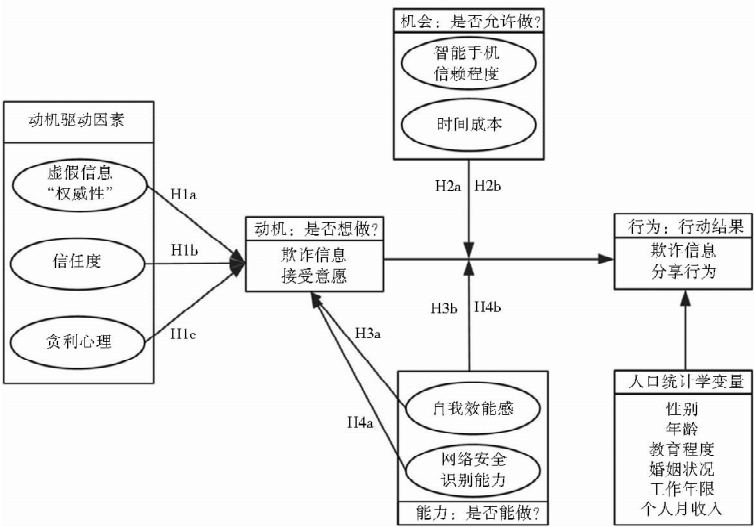 机会：是否允许做？
智能手机
信赖程度
时间成本
H2a
H2b
动机驱动因素
虚假信息
“权威性”
信任度
贪利心理
H1a
H1b
H1c
动机：是否想做？
欺诈信息
接受意愿
行为：行动结果
欺诈信息
分享行为
H3a
H4a
H3b
H4b
自我效能感
网络安全
识别能力
能力：是否能做？
人口统计学变量
性别
年龄
教育程度
婚姻状况
工作年限
个人月收入